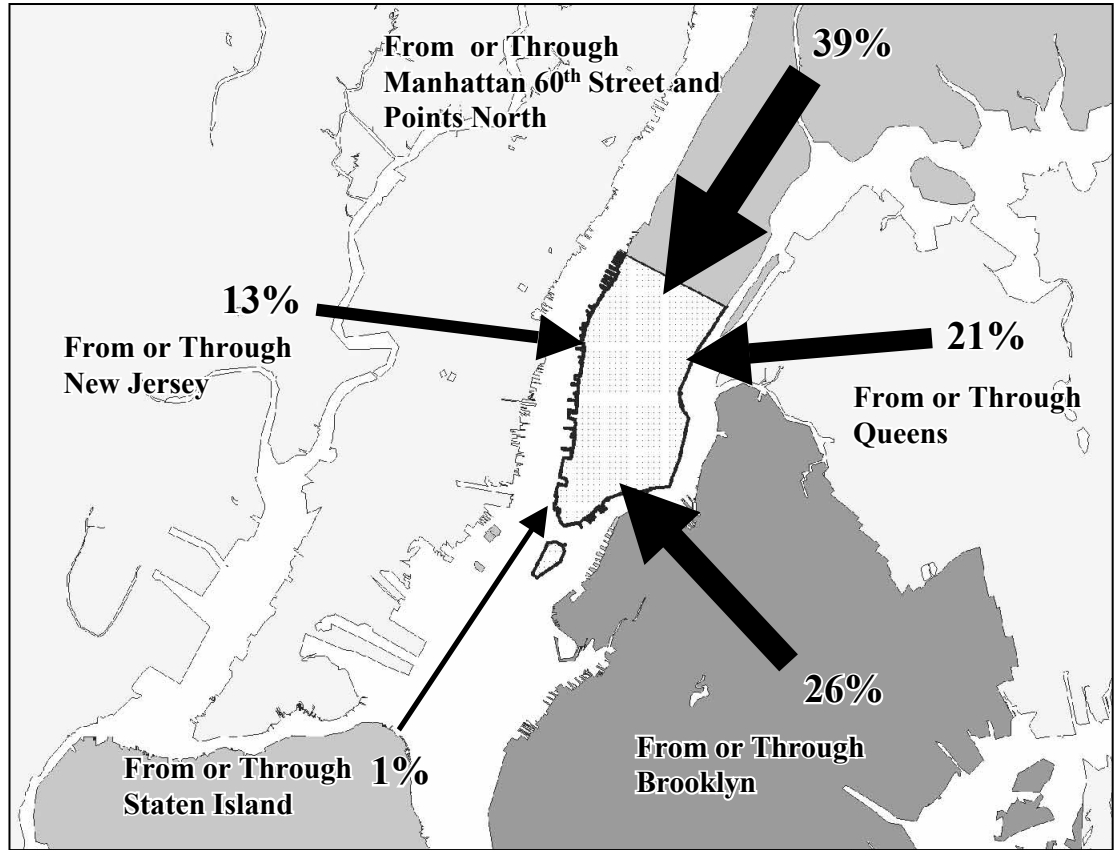 From or Through
Manhattan 60th Street and
Points North
39%
13%
From or Through
New Jersey
21%
From or Through
Queens
26%
From or Through
Brooklyn
From or Through
Staten Island
1%